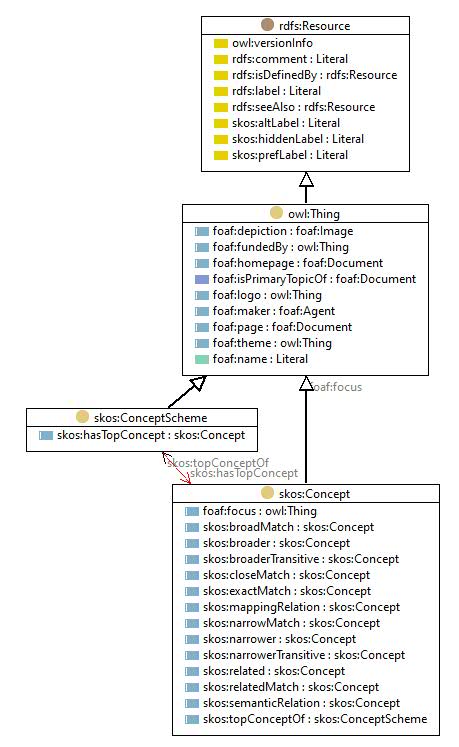 rdfs:Resource
owl:versionInfo
rdfs:comment : Literal
rdfs:isDefinedBy : rdfs:Resource
rdfs:label : Literal
rdfs:seeAlso : rdfs:Resource
skos:altLabel : Literal
skos:hiddenLabel : Literal
skos:prefLabel : Literal
owl:Thing
foaf:depiction : foaf:Image
foaf:fundedBy : owl:Thing
foaf:homepage : foaf:Document
foaf:isPrimaryTopicOf : foaf:Document
foaf:logo : owl:Thing
foaf:maker : foaf:Agent
foaf:page : foaf:Document
foaf:theme : owl:Thing
foaf:name : Literal
foaf:focus
skos:ConceptScheme
skos:hasTopConcept : skos:Concept
skos:topConceptOf
skos:hasTopConcept
skos:Concept
foaf:focus : owl:Thing
skos:broadMatch : skos:Concept
skos:broader : skos:Concept
skos:broaderTransitive : skos:Concept
skos:closeMatch : skos:Concept
skos:exactMatch : skos:Concept
skos:mappingRelation : skos:Concept
skos:narrowMatch : skos:Concept
skos:narrower : skos:Concept
skos:narrowerTransitive : skos:Concept
skos:related : skos:Concept
skos:relatedMatch : skos:Concept
skos:semanticRelation : skos:Concept
skos:topConceptOf : skos:ConceptScheme